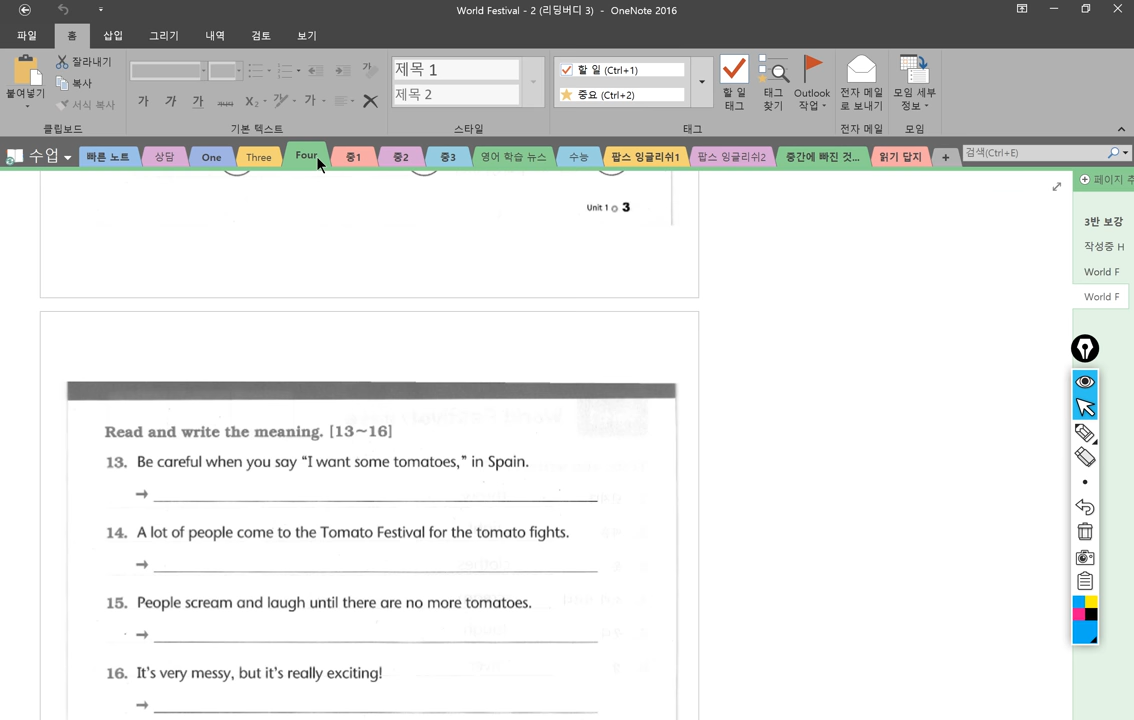 World Festival - 2 (리딩버디 3) - OneNote 2016
파일 홈 삽입 그리기 내역 검토 보기
붙여넣기
잘라내기
복사
서식 복사
클립보드
가 가 가 abc X₂ 가 가
기본 텍스트
제목 1
제목 2
스타일
할 일 (Ctrl+1)
중요 (Ctrl+2)
할 일 태그
태그 찾기
Outlook 작업
태그
전자 메일로 보내기
전자 메일
모임 세부 정보
모임
수업 빠른 노트 상담 One Three Four 중1 중2 중3 영어 학습 뉴스 수능 팝스 잉글리쉬1 팝스 잉글리쉬2 중간에 빠진 것... 읽기 답지 + 검색(Ctrl+E)
페이지 추
3반 보강
작성중 H
World F
World F
Unit 1 3
Read and write the meaning. [13~16]
13. Be careful when you say “I want some tomatoes,” in Spain.
→
14. A lot of people come to the Tomato Festival for the tomato fights.
→
15. People scream and laugh until there are no more tomatoes.
→
16. It’s very messy, but it’s really exciting!
→